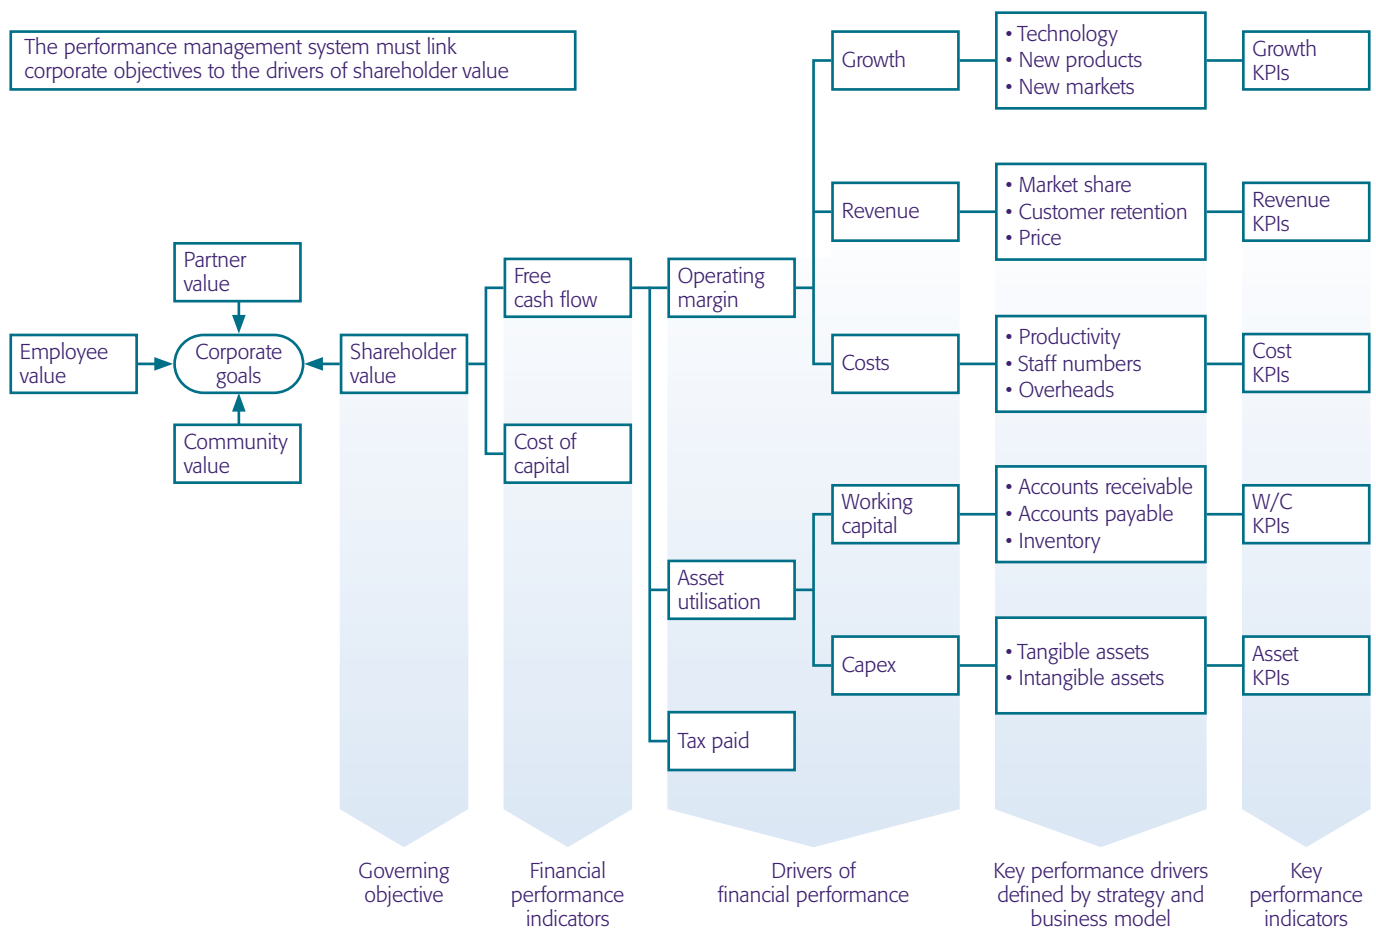 The performance management system must link
corporate objectives to the drivers of shareholder value
Growth
• Technology
• New products
• New markets
Growth
KPIs
Revenue
• Market share
• Customer retention
• Price
Revenue
KPIs
Partner
value
Free
cash flow
Operating
margin
Employee
value
Corporate
goals
Shareholder
value
Costs
• Productivity
• Staff numbers
• Overheads
Cost
KPIs
Community
value
Cost of
capital
Working
capital
• Accounts receivable
• Accounts payable
• Inventory
W/C
KPIs
Asset
utilisation
Capex
• Tangible assets
• Intangible assets
Asset
KPIs
Tax paid
Governing
objective
Financial
performance
indicators
Drivers of
financial performance
Key performance drivers
defined by strategy and
business model
Key
performance
indicators